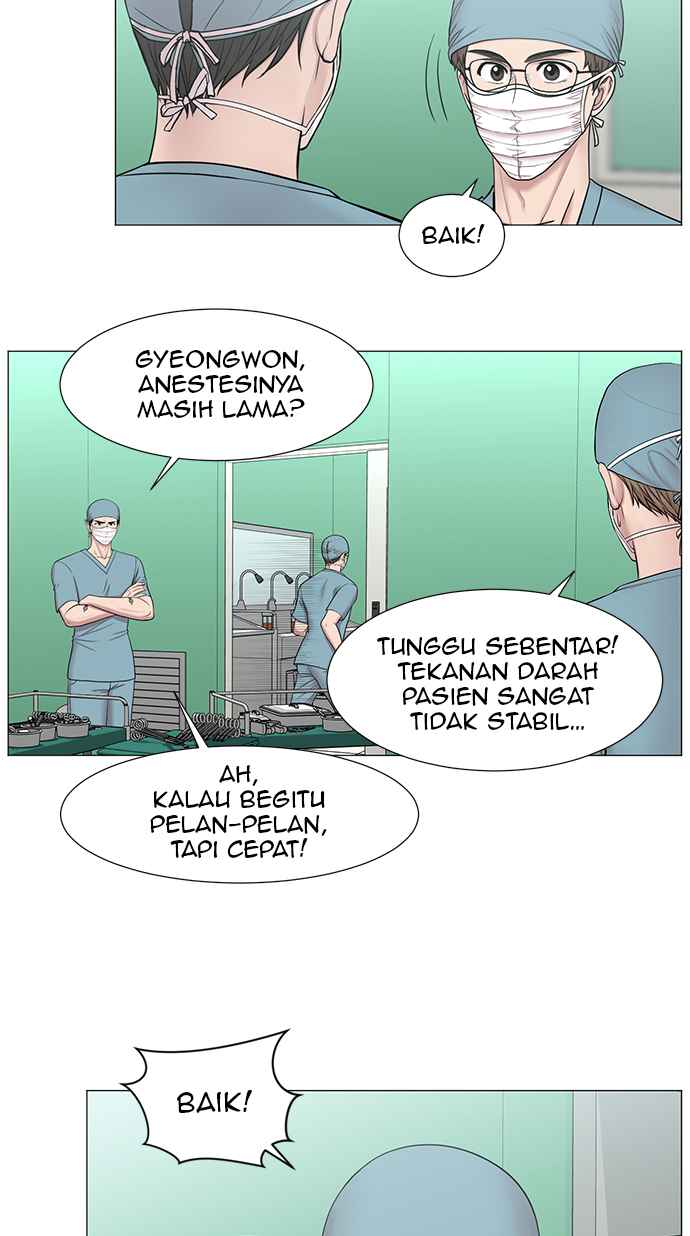 BAIK!
GYEONGWON,
ANESTESINYA
MASIH LAMA?
TUNGGU SEBENTAR!
TEKANAN DARAH
PASIEN SANGAT
TIDAK STABIL...
AH,
KALAU BEGITU
PELAN-PELAN,
TAPI CEPAT!
BAIK!